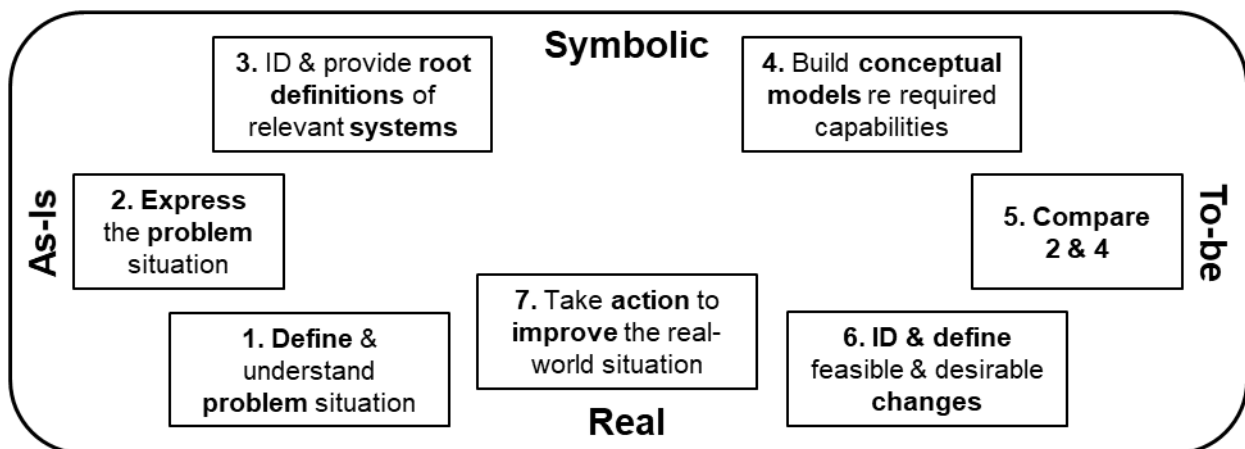 Symbolic
3. ID & provide root
definitions of
relevant systems
4. Build conceptual
models re required
capabilities
As-Is
2. Express
the problem
situation
5. Compare
2 & 4
To-be
1. Define &
understand
problem situation
7. Take action to
improve the real-
world situation
6. ID & define
feasible & desirable
changes
Real